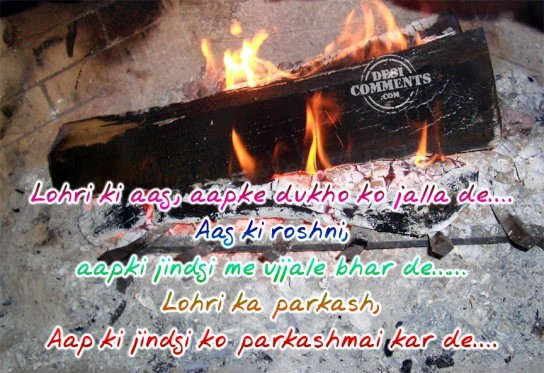 DESI
COMMENTS
.COM
Lohri ki aag, aapke dukho ko jalla de....
Aag ki roshni,
aapki jindgi me ujjale bhar de.....
Lohri ka parkash,
Aap ki jindgi ko parkashmai kar de....